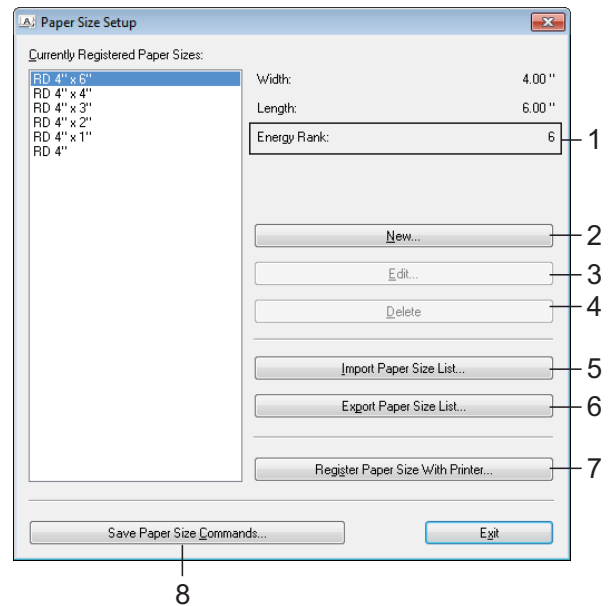 Paper Size Setup
Currently Registered Paper Sizes:
RD 4" x 6"
RD 4" x 4"
RD 4" x 3"
RD 4" x 2"
RD 4" x 1"
RD 4"
Width: 4.00 "
Length: 6.00 "
Energy Rank: 6
1
New...
2
Edit...
3
Delete
4
Import Paper Size List...
5
Export Paper Size List...
6
Register Paper Size With Printer...
7
Save Paper Size Commands...
Exit
8